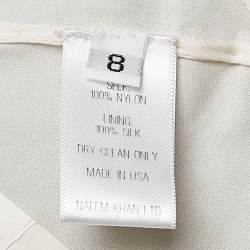 8
SELF:
100% NYLON
LINING:
100% SILK
DRY CLEAN ONLY
MADE IN USA
NAEEM KHAN LTD